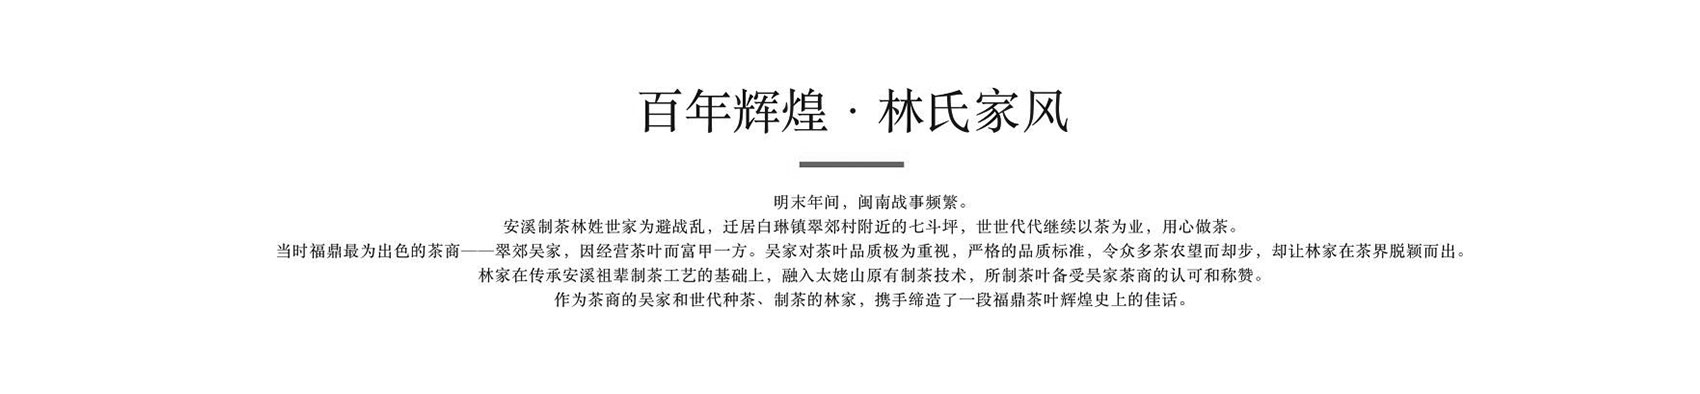 百年辉煌·林氏家风
明末年间，闽南战事频繁。
安溪制茶林姓世家为避战乱，迁居白琳镇翠郊村附近的七斗坪，世世代代继续以茶为业，用心做茶。
当时福鼎最为出色的茶商——翠郊吴家，因经营茶叶而富甲一方。吴家对茶叶品质极为重视，严格的品质标准，令众多茶农望而却步，却让林家在茶界脱颖而出。
林家在传承安溪祖辈制茶工艺的基础上，融入太姥山原有制茶技术，所制茶叶备受吴家茶商的认可和称赞。
作为茶商的吴家和世代种茶、制茶的林家，携手缔造了一段福鼎茶叶辉煌史上的佳话。